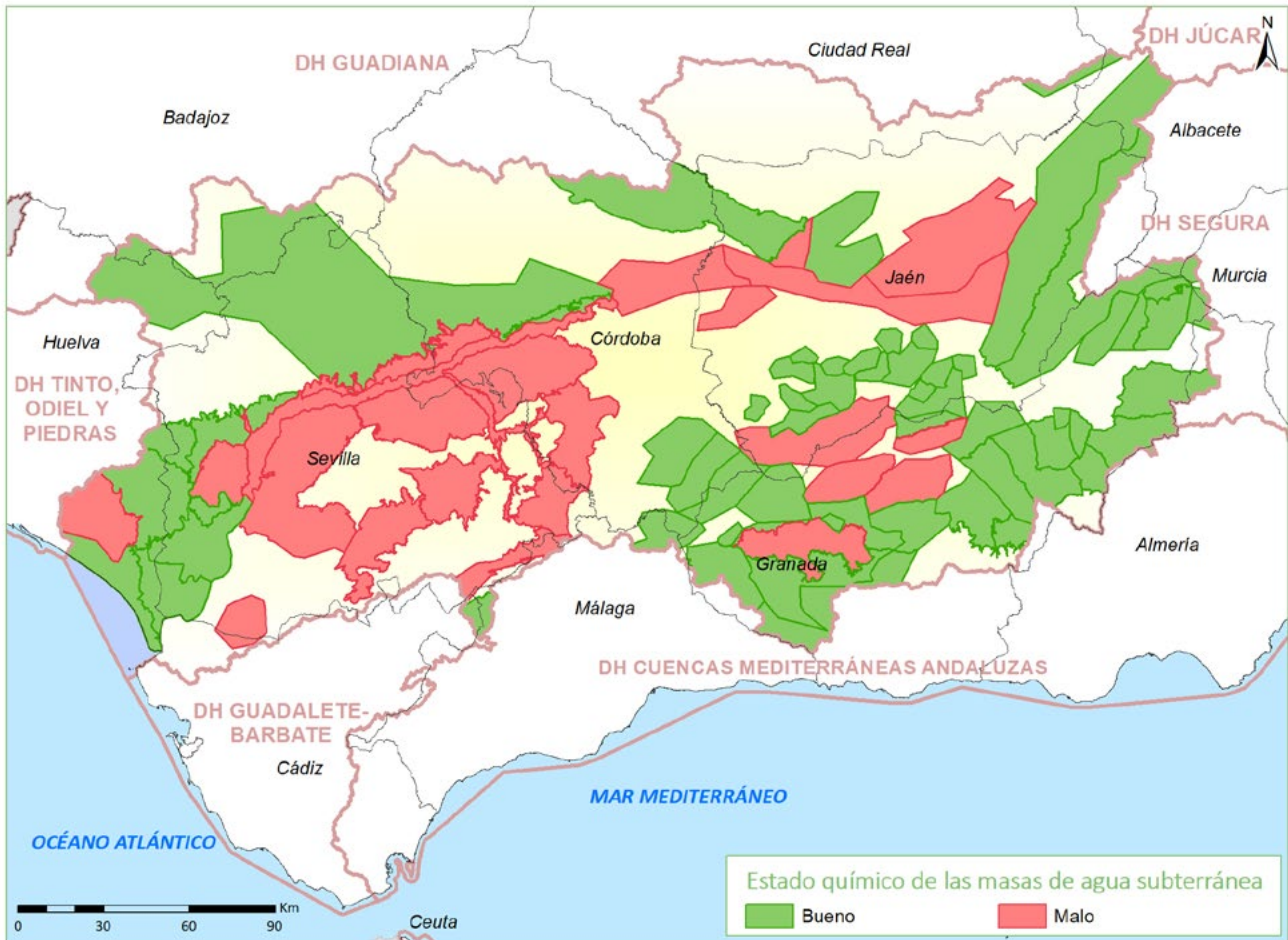 Ciudad Real
DH JÚCAR
N
DH GUADIANA
Badajoz
Albacete
DH SEGURA
Murcia
Jaén
Huelva
Córdoba
DH TINTO,
ODIEL Y
PIEDRAS
Sevilla
Granada
Almería
Málaga
DH CUENCAS MEDITERRÁNEAS ANDALUZAS
DH GUADALETE-
BARBATE
Cádiz
MAR MEDITERRÁNEO
OCÉANO ATLÁNTICO
Estado químico de las masas de agua subterránea
Bueno
Malo
Km
0 30 60 90
Ceuta